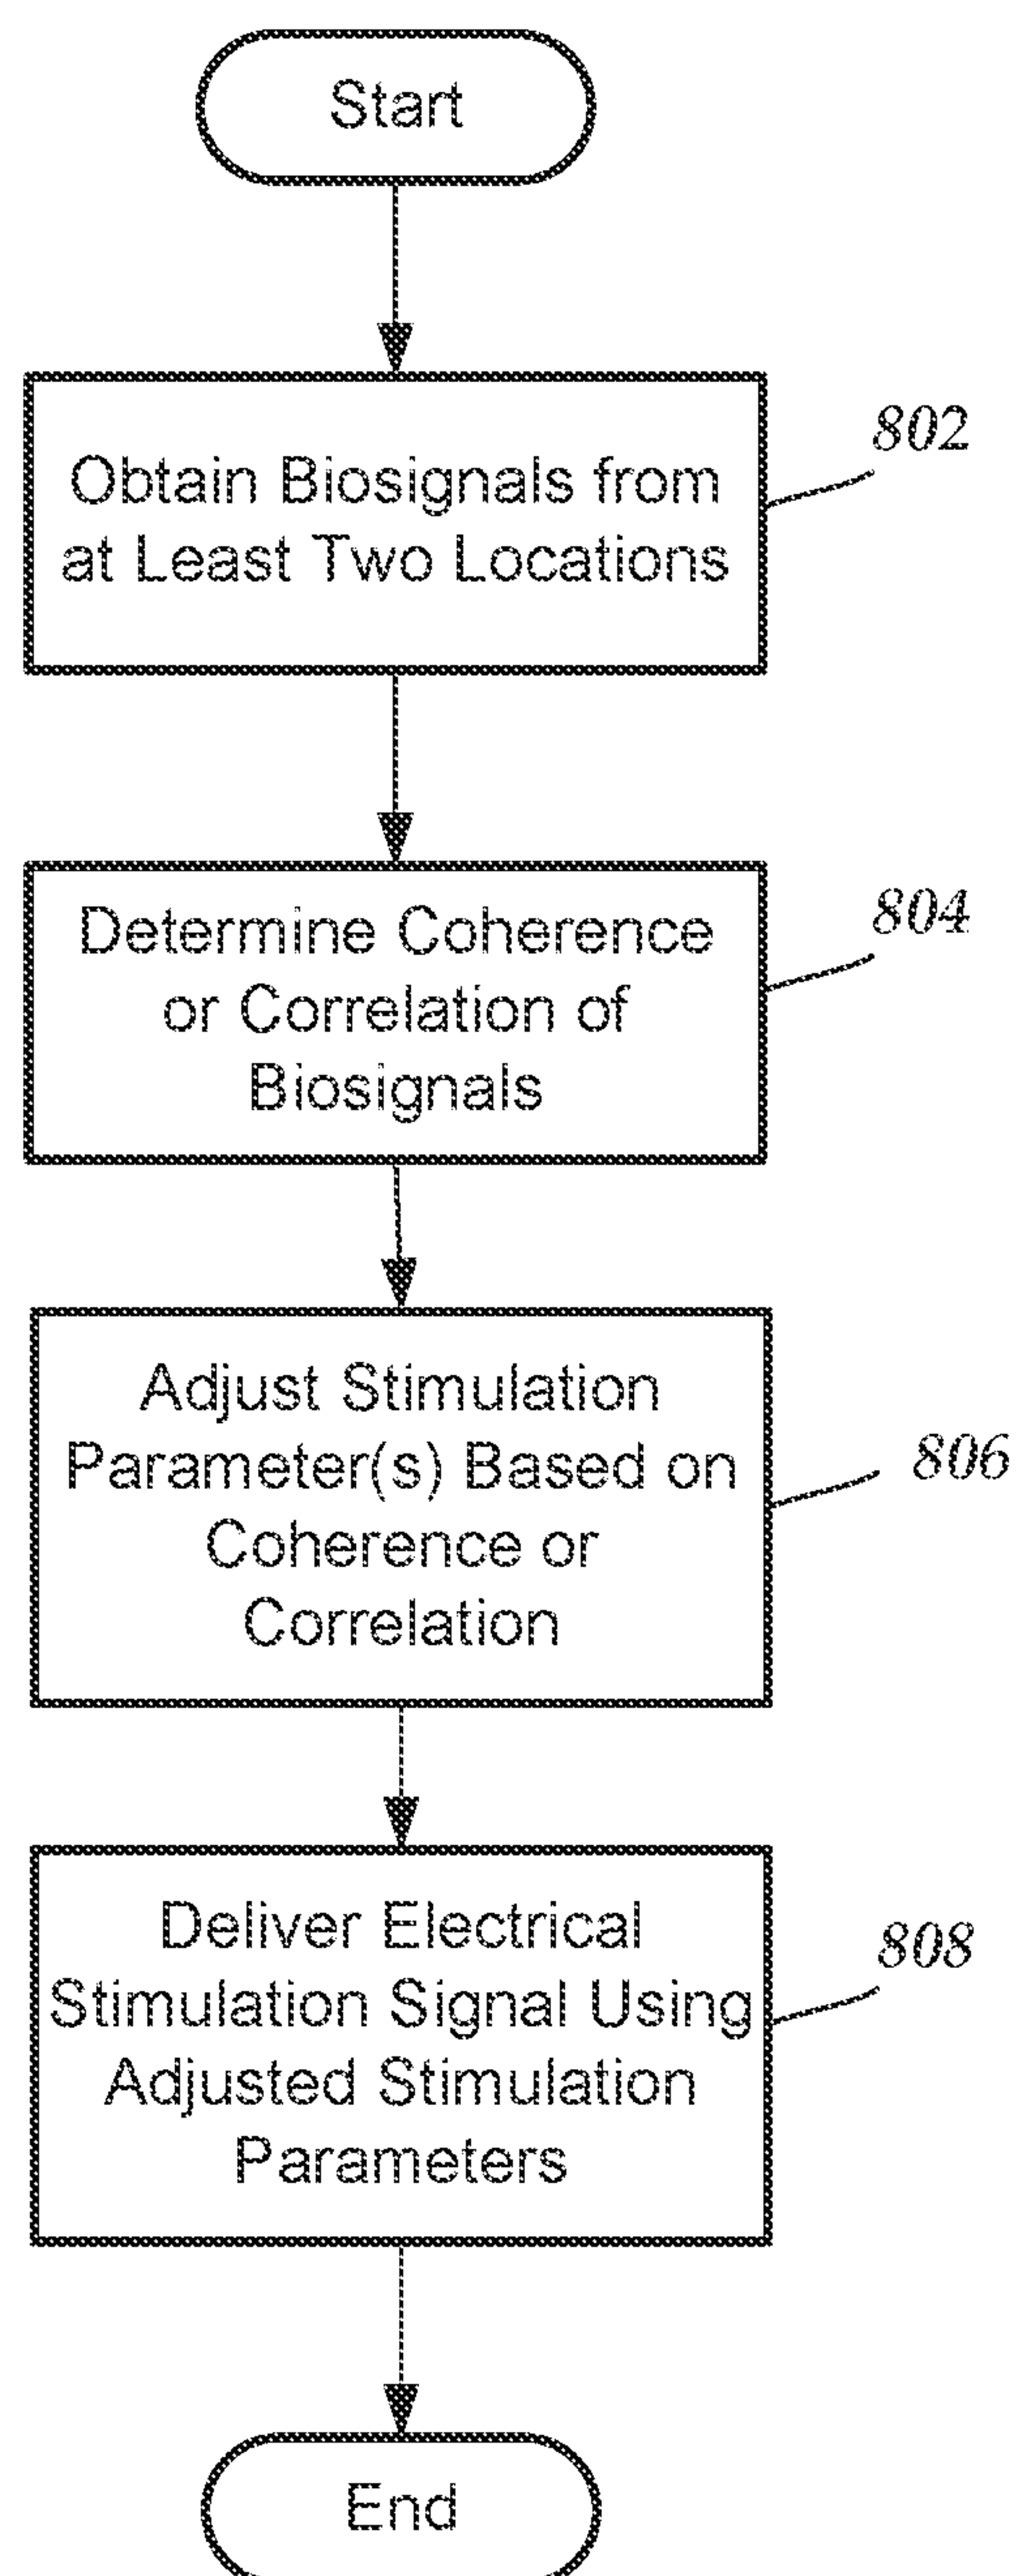 Start
Obtain Biosignals from
at Least Two Locations
802
Determine Coherence
or Correlation of
Biosignals
804
Adjust Stimulation
Parameter(s) Based on
Coherence or
Correlation
806
Deliver Electrical
Stimulation Signal Using
Adjusted Stimulation
Parameters
808
End